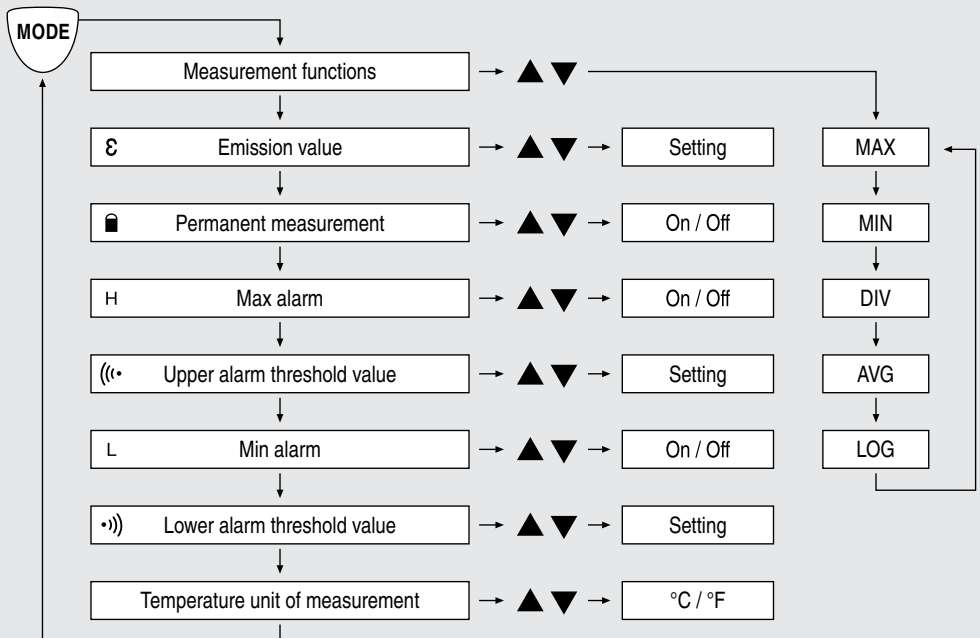 MODE
Measurement functions
ε Emission value Setting MAX
Permanent measurement On / Off MIN
H Max alarm On / Off DIV
Upper alarm threshold value Setting AVG
L Min alarm On / Off LOG
Lower alarm threshold value Setting
Temperature unit of measurement °C / °F